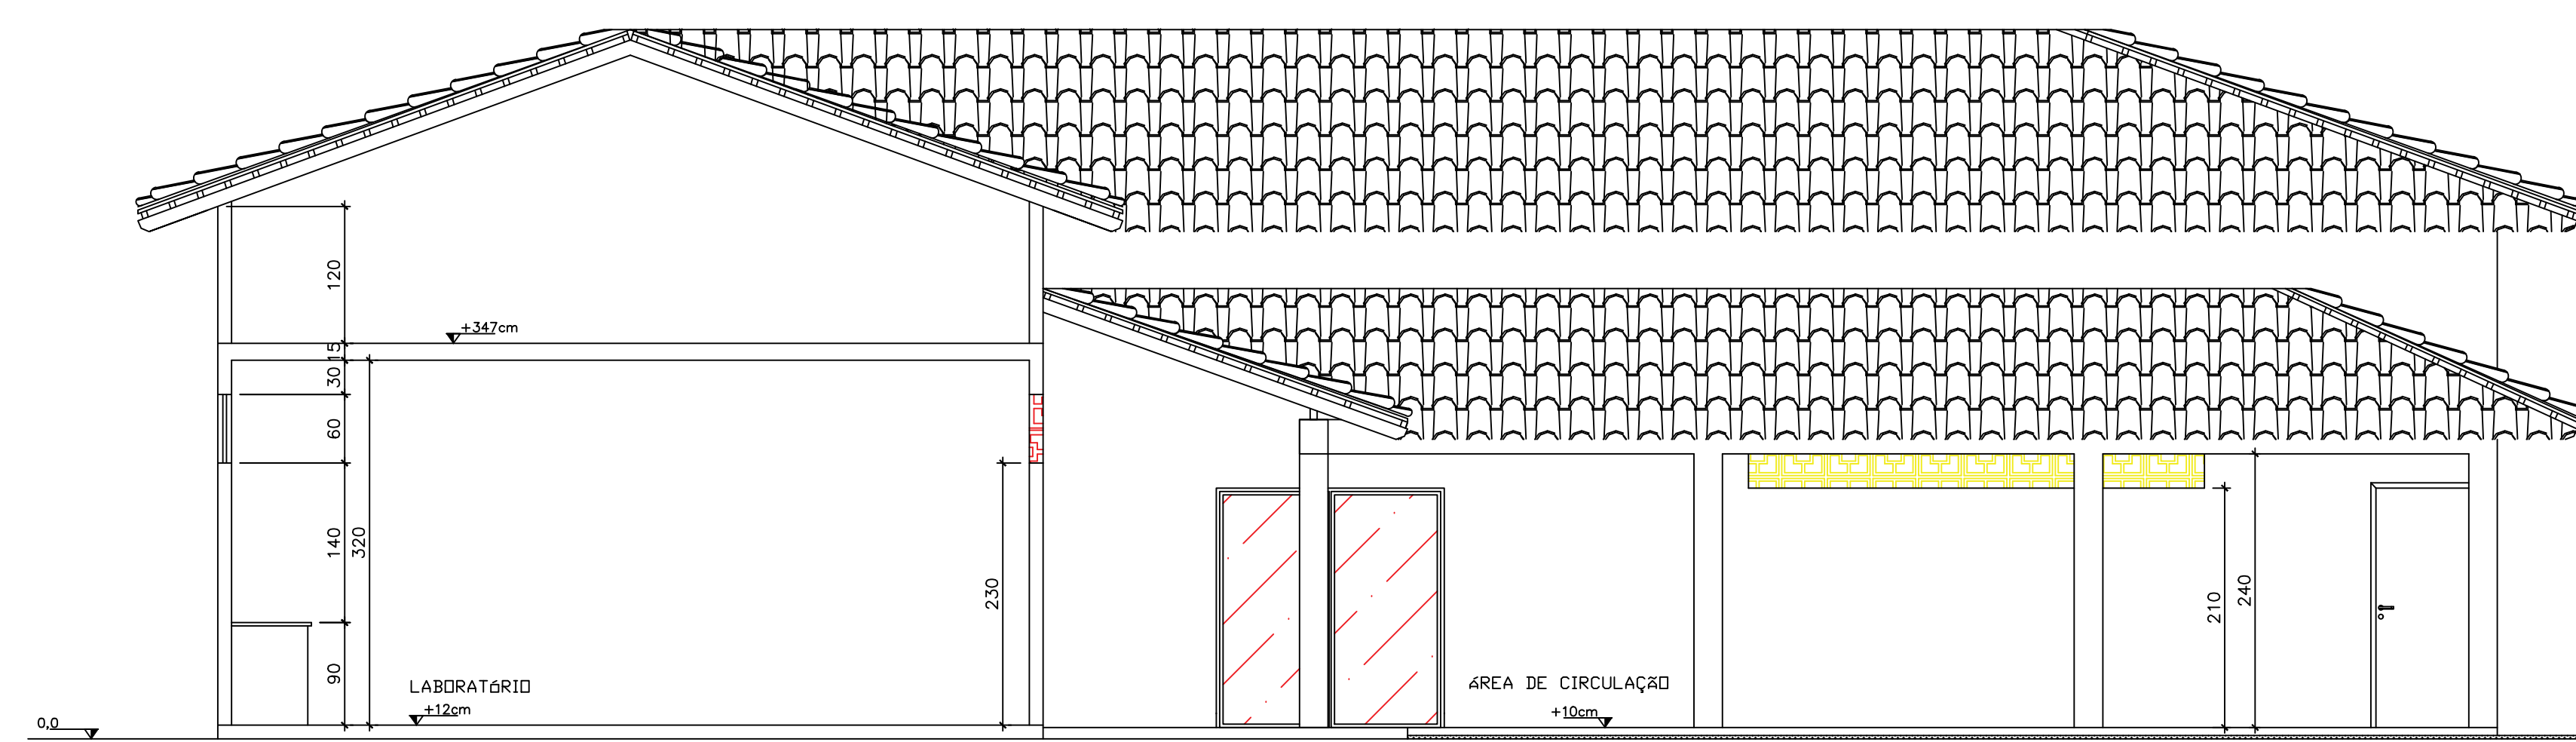 120
+347cm
15
30
60
140
320
230
210
240
90
LABORATóRIO
+12cm
áREA DE CIRCULAÇÃO
+10cm
0,0